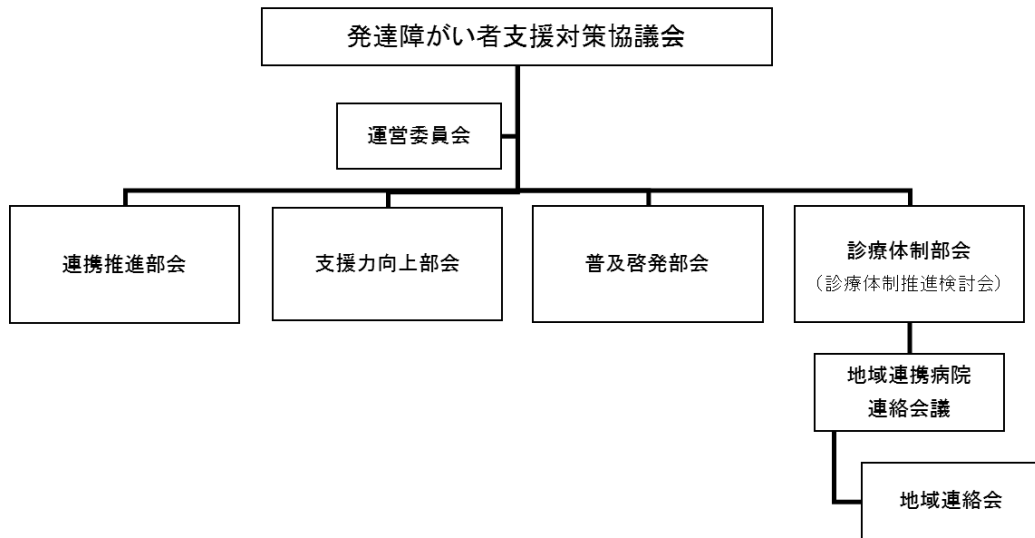 発達障がい者支援対策協議会
運営委員会
連携推進部会
支援力向上部会
普及啓発部会
診療体制部会
（診療体制推進検討会）
地域連携病院
連絡会議
地域連絡会